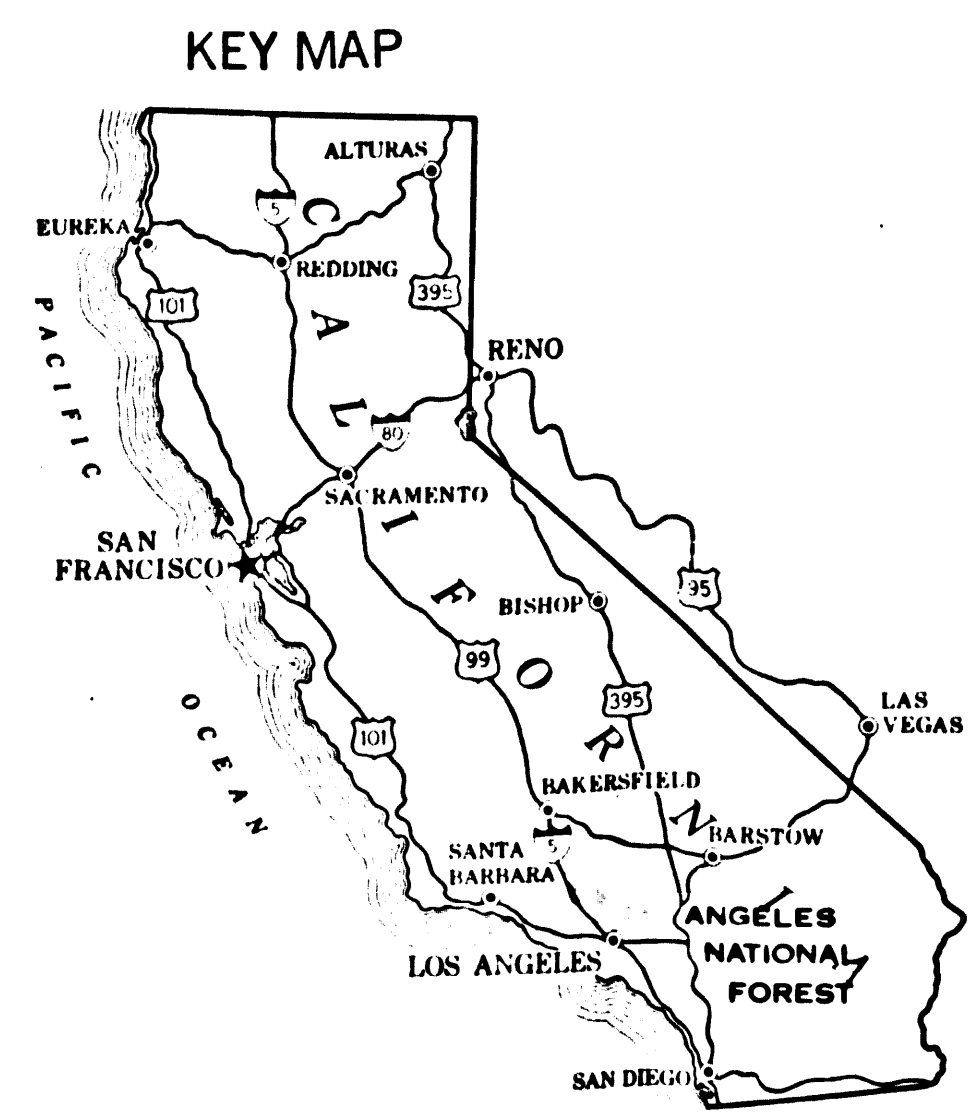 KEY MAP
ALTURAS
5
EUREKA
REDDING
101
395
PACIFIC
RENO
80
SACRAMENTO
SAN
FRANCISCO
95
BISHOP
99
395
OCEAN
LAS
VEGAS
101
BAKERSFIELD
BARSTOW
5
SANTA
BARBARA
ANGELES
NATIONAL
FOREST
LOS ANGELES
SAN DIEGO
CALIFORNIA